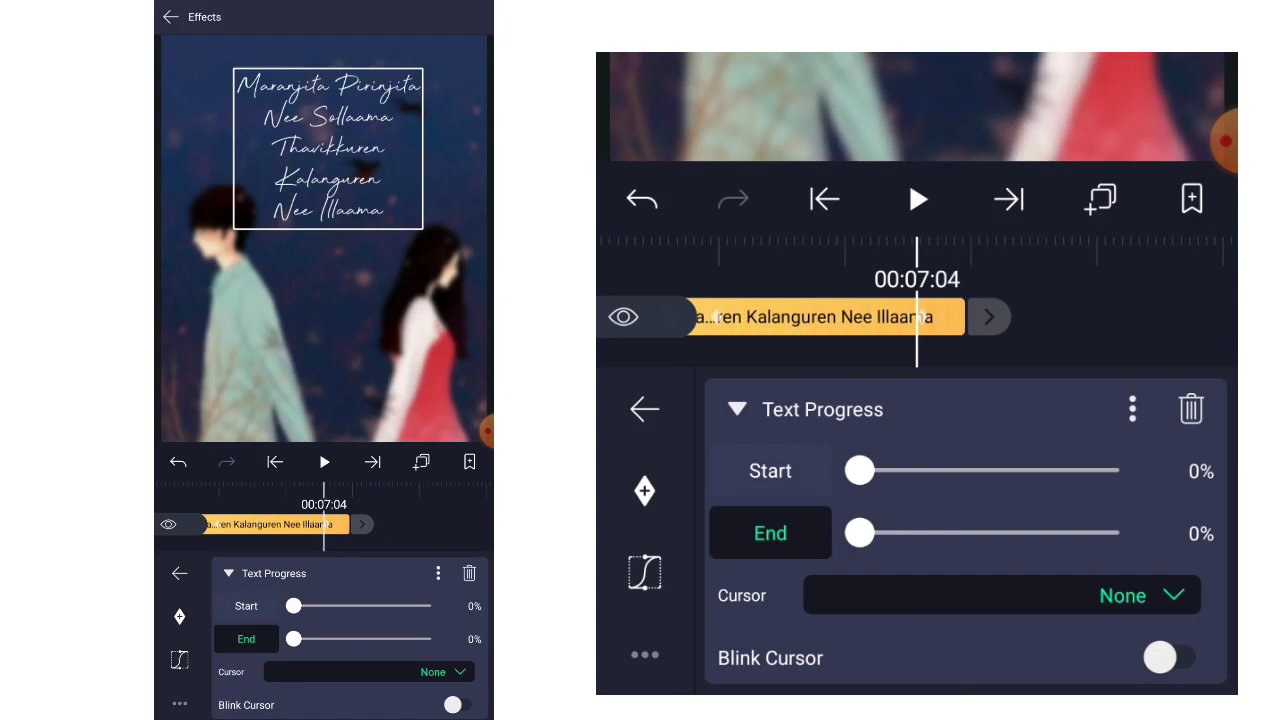 Effects
Maranjita Pirinjita
Nee Sollaama
Thavikkuren
Kalanguren
Nee Illaama
00:07:04
a...ren Kalanguren Nee Illaama
Text Progress
Start 0%
End 0%
Cursor None
Blink Cursor
00:07:04
a...ren Kalanguren Nee Illaama
Text Progress
Start 0%
End 0%
Cursor None
Blink Cursor